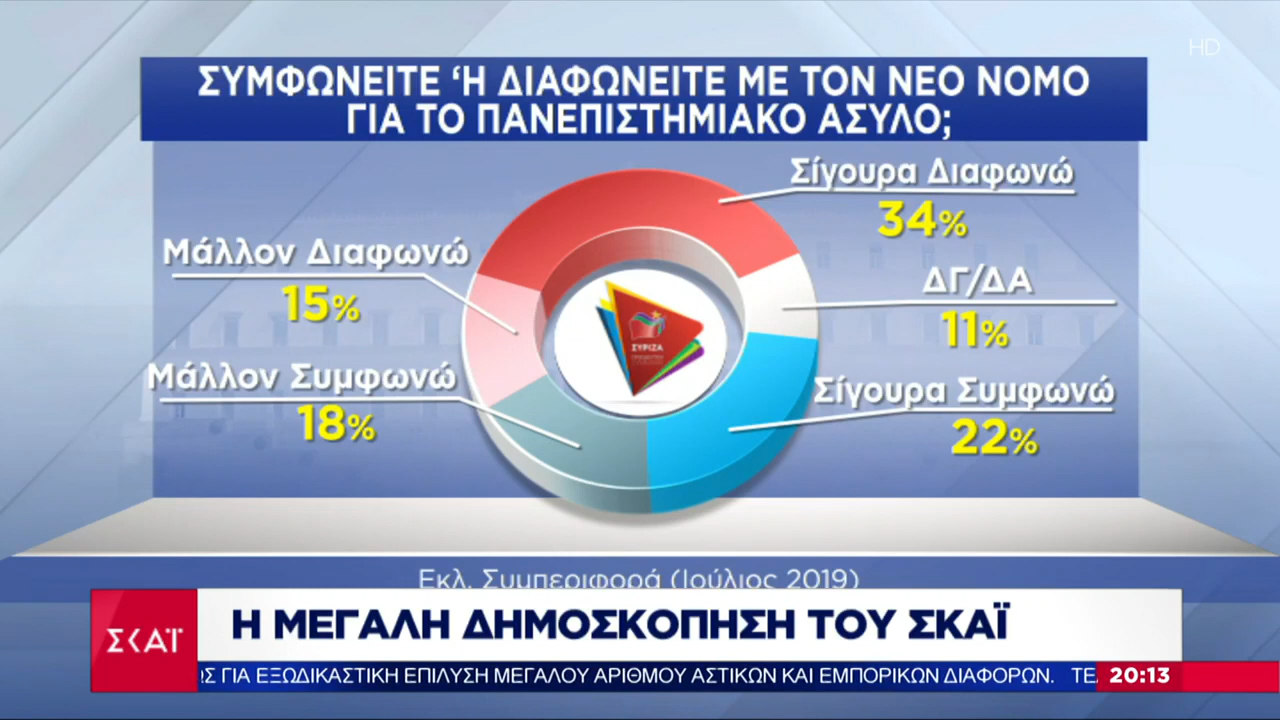 HD
ΣΥΜΦΩΝΕΙΤΕ ‘Η ΔΙΑΦΩΝΕΙΤΕ ΜΕ ΤΟΝ ΝΕΟ ΝΟΜΟ
ΓΙΑ ΤΟ ΠΑΝΕΠΙΣΤΗΜΙΑΚΟ ΑΣΥΛΟ;
Σίγουρα Διαφωνώ
34%
Μάλλον Διαφωνώ
15%
ΔΓ/ΔΑ
11%
ΣΥΡΙΖΑ
Μάλλον Συμφωνώ
18%
Σίγουρα Συμφωνώ
22%
Εκλ. Συμπεριφορά (Ιούλιος 2019)
ΣΚΑΪ
Η ΜΕΓΑΛΗ ΔΗΜΟΣΚΟΠΗΣΗ ΤΟΥ ΣΚΑΪ
ΓΙΑ ΕΞΩΔΙΚΑΣΤΙΚΗ ΕΠΙΛΥΣΗ ΜΕΓΑΛΟΥ ΑΡΙΘΜΟΥ ΑΣΤΙΚΩΝ ΚΑΙ ΕΜΠΟΡΙΚΩΝ ΔΙΑΦΟΡΩΝ.
20:13